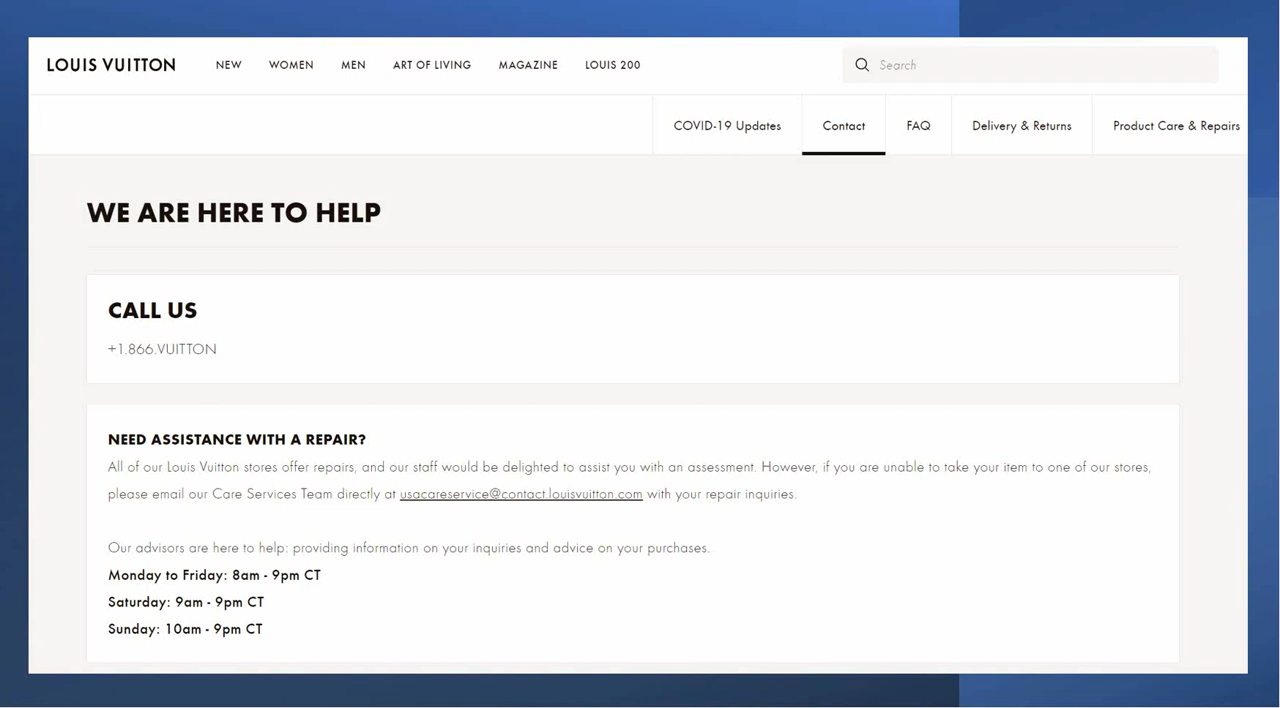 LOUIS VUITTON NEW WOMEN MEN ART OF LIVING MAGAZINE LOUIS 200 Search
COVID-19 Updates Contact FAQ Delivery & Returns Product Care & Repairs
WE ARE HERE TO HELP
CALL US
+1.866.VUITTON
NEED ASSISTANCE WITH A REPAIR?
All of our Louis Vuitton stores offer repairs, and our staff would be delighted to assist you with an assessment. However, if you are unable to take your item to one of our stores,
please email our Care Services Team directly at usacareservice@contact.louisvuitton.com with your repair inquiries.
Our advisors are here to help: providing information on your inquiries and advice on your purchases.
Monday to Friday: 8am - 9pm CT
Saturday: 9am - 9pm CT
Sunday: 10am - 9pm CT